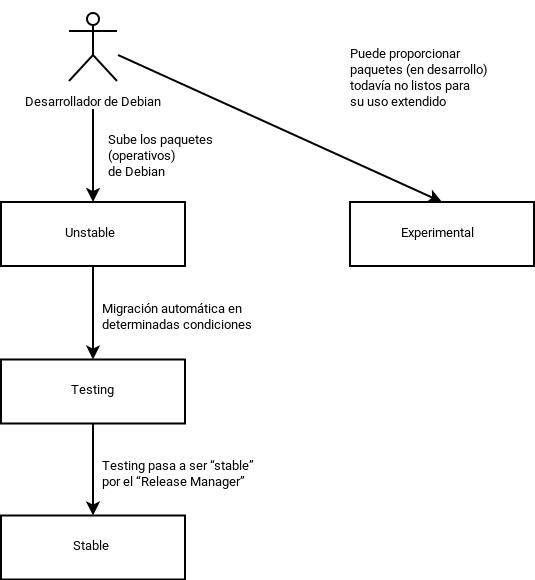 Desarrollador de Debian
Puede proporcionar
paquetes (en desarrollo)
todavía no listos para
su uso extendido
Sube los paquetes
(operativos)
de Debian
Unstable
Experimental
Migración automática en
determinadas condiciones
Testing
Testing pasa a ser “stable”
por el “Release Manager”
Stable